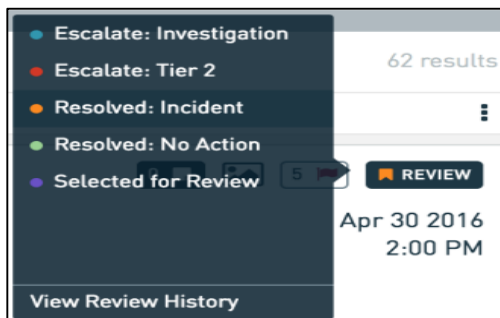 Escalate: Investigation
Escalate: Tier 2
Resolved: Incident
Resolved: No Action
Selected for Review
View Review History
62 results
5
REVIEW
Apr 30 2016
2:00 PM